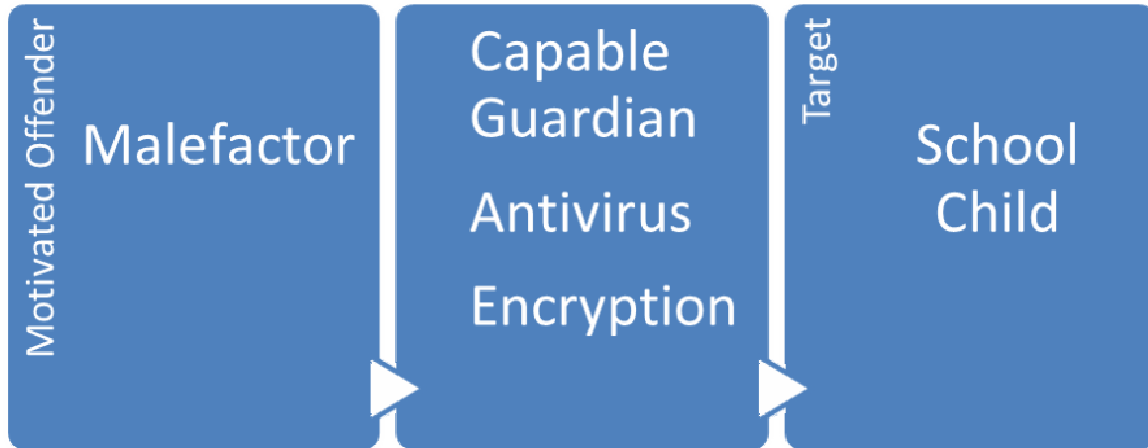 Motivated Offender
Malefactor
Capable
Guardian
Antivirus
Encryption
Target
School
Child